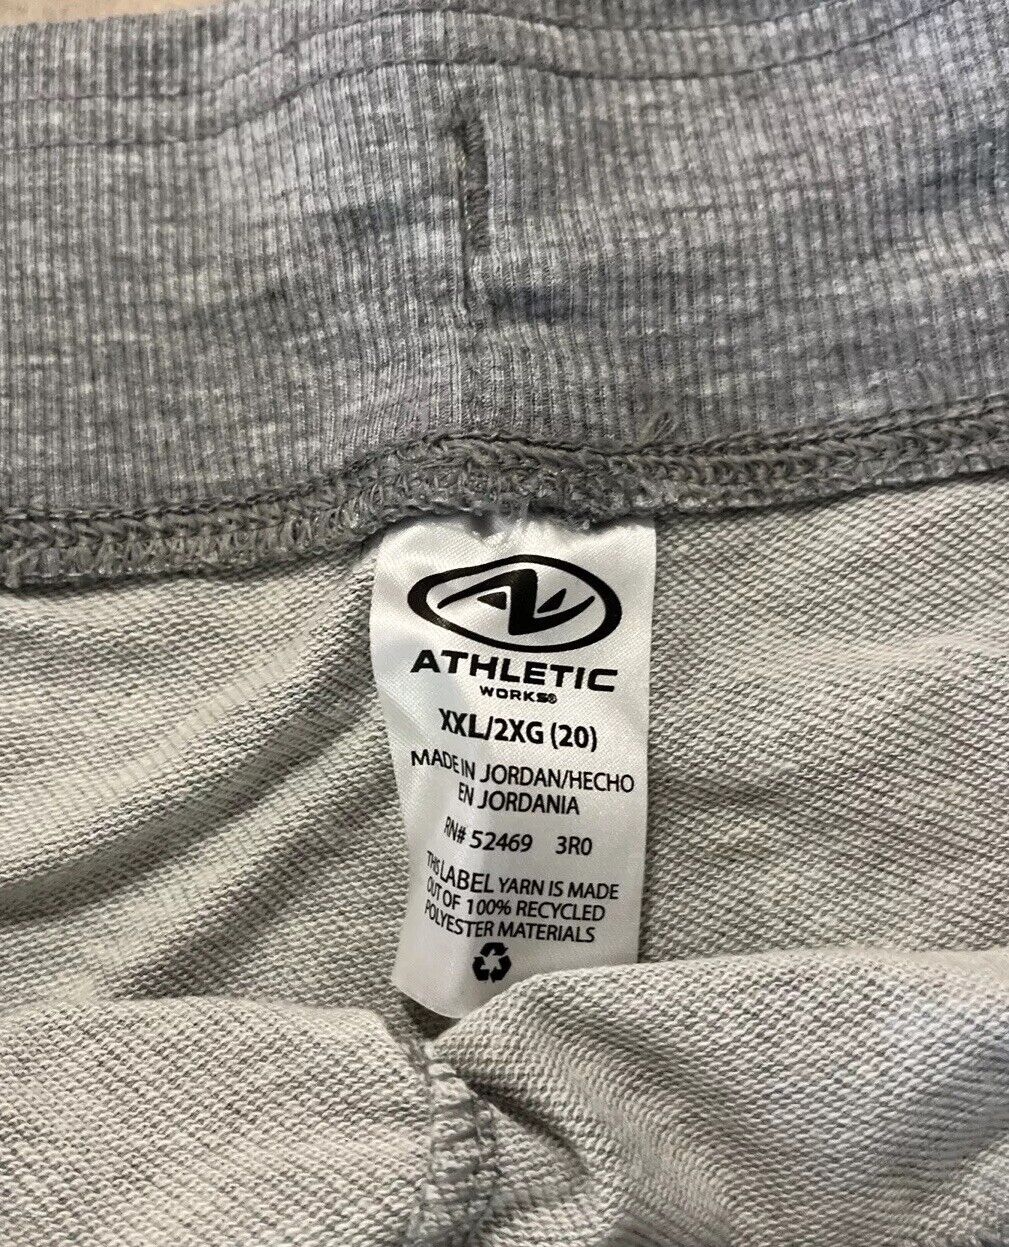 ATHLETIC
WORKS®
XXL/2XG (20)
MADE IN JORDAN/HECHO
EN JORDANIA
RN# 52469 3R0
THIS LABEL YARN IS MADE
OUT OF 100% RECYCLED
POLYESTER MATERIALS